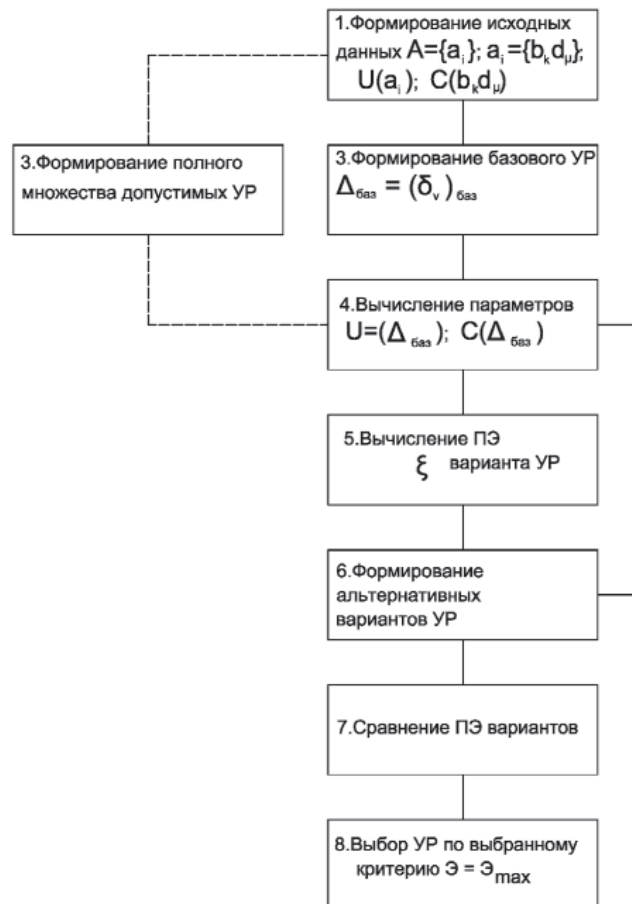 1.Формирование исходных
данных A={aᵢ}; aᵢ={bₖdμ};
U(aᵢ); C(bₖdμ)
3.Формирование полного
множества допустимых УР
3.Формирование базового УР
Δбаз = (δᵥ)баз
4.Вычисление параметров
U=(Δ баз); C(Δ баз)
5.Вычисление ПЭ
ξ варианта УР
6.Формирование
альтернативных
вариантов УР
7.Сравнение ПЭ вариантов
8.Выбор УР по выбранному
критерию Э = Эmax